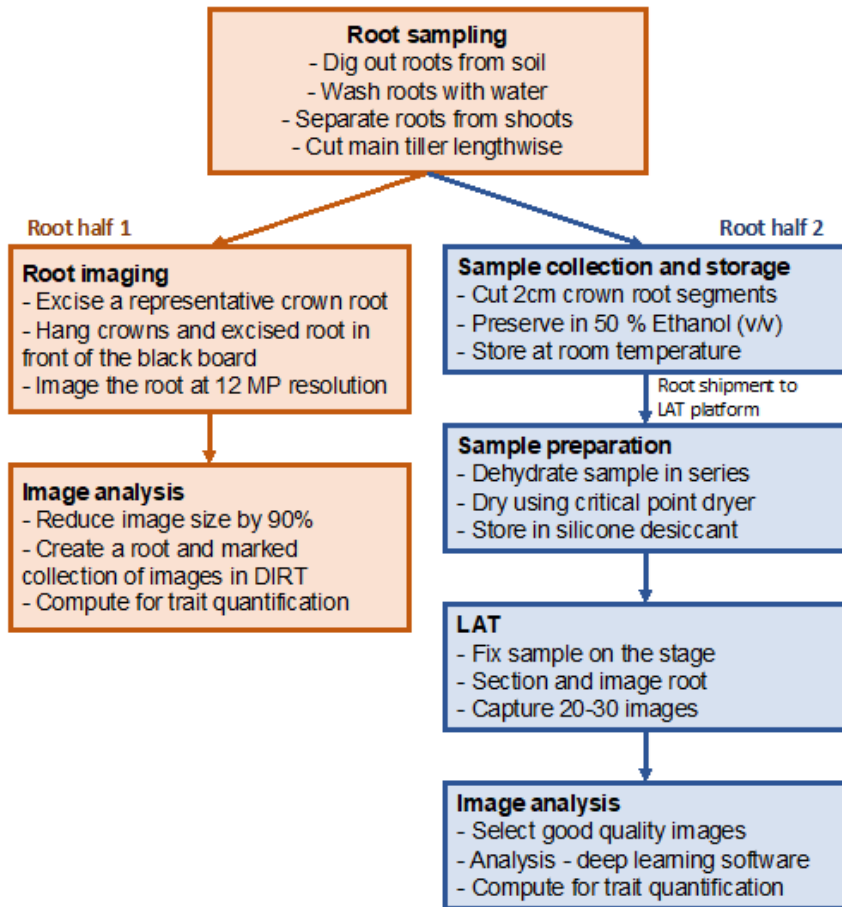 Root sampling
- Dig out roots from soil
- Wash roots with water
- Separate roots from shoots
- Cut main tiller lengthwise
Root half 1
Root imaging
- Excise a representative crown root
- Hang crowns and excised root in
front of the black board
- Image the root at 12 MP resolution
Image analysis
- Reduce image size by 90%
- Create a root and marked
collection of images in DIRT
- Compute for trait quantification
Root half 2
Sample collection and storage
- Cut 2cm crown root segments
- Preserve in 50 % Ethanol (v/v)
- Store at room temperature
Root shipment to
LAT platform
Sample preparation
- Dehydrate sample in series
- Dry using critical point dryer
- Store in silicone desiccant
LAT
- Fix sample on the stage
- Section and image root
- Capture 20-30 images
Image analysis
- Select good quality images
- Analysis - deep learning software
- Compute for trait quantification